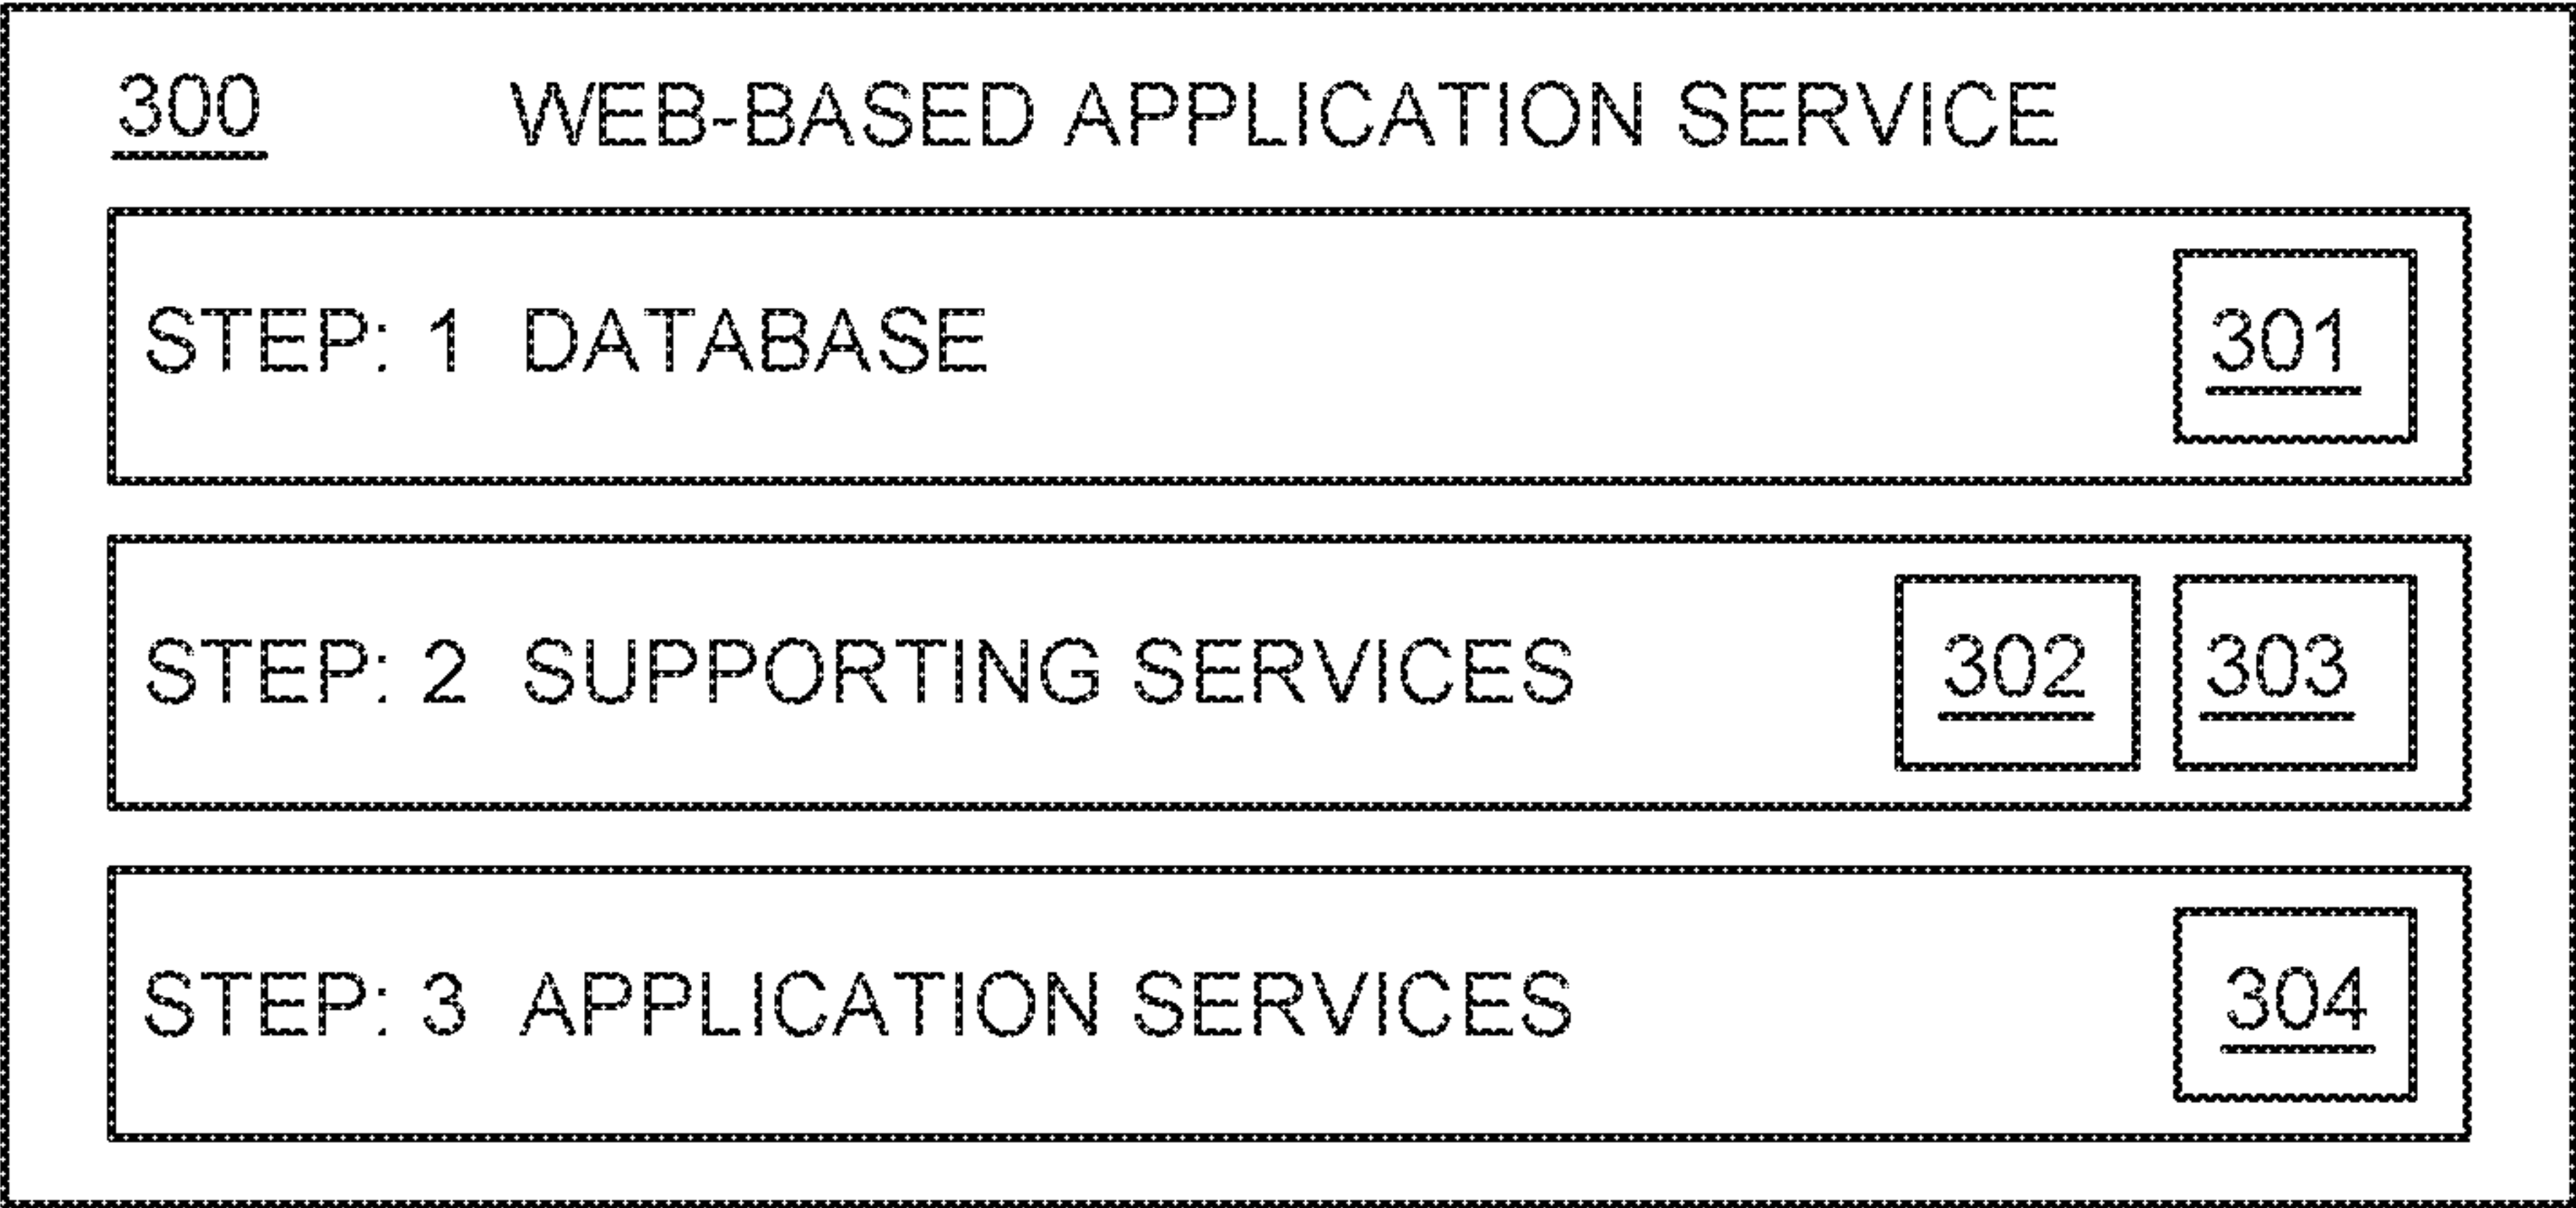 300 WEB-BASED APPLICATION SERVICE
STEP: 1 DATABASE 301
STEP: 2 SUPPORTING SERVICES 302 303
STEP: 3 APPLICATION SERVICES 304